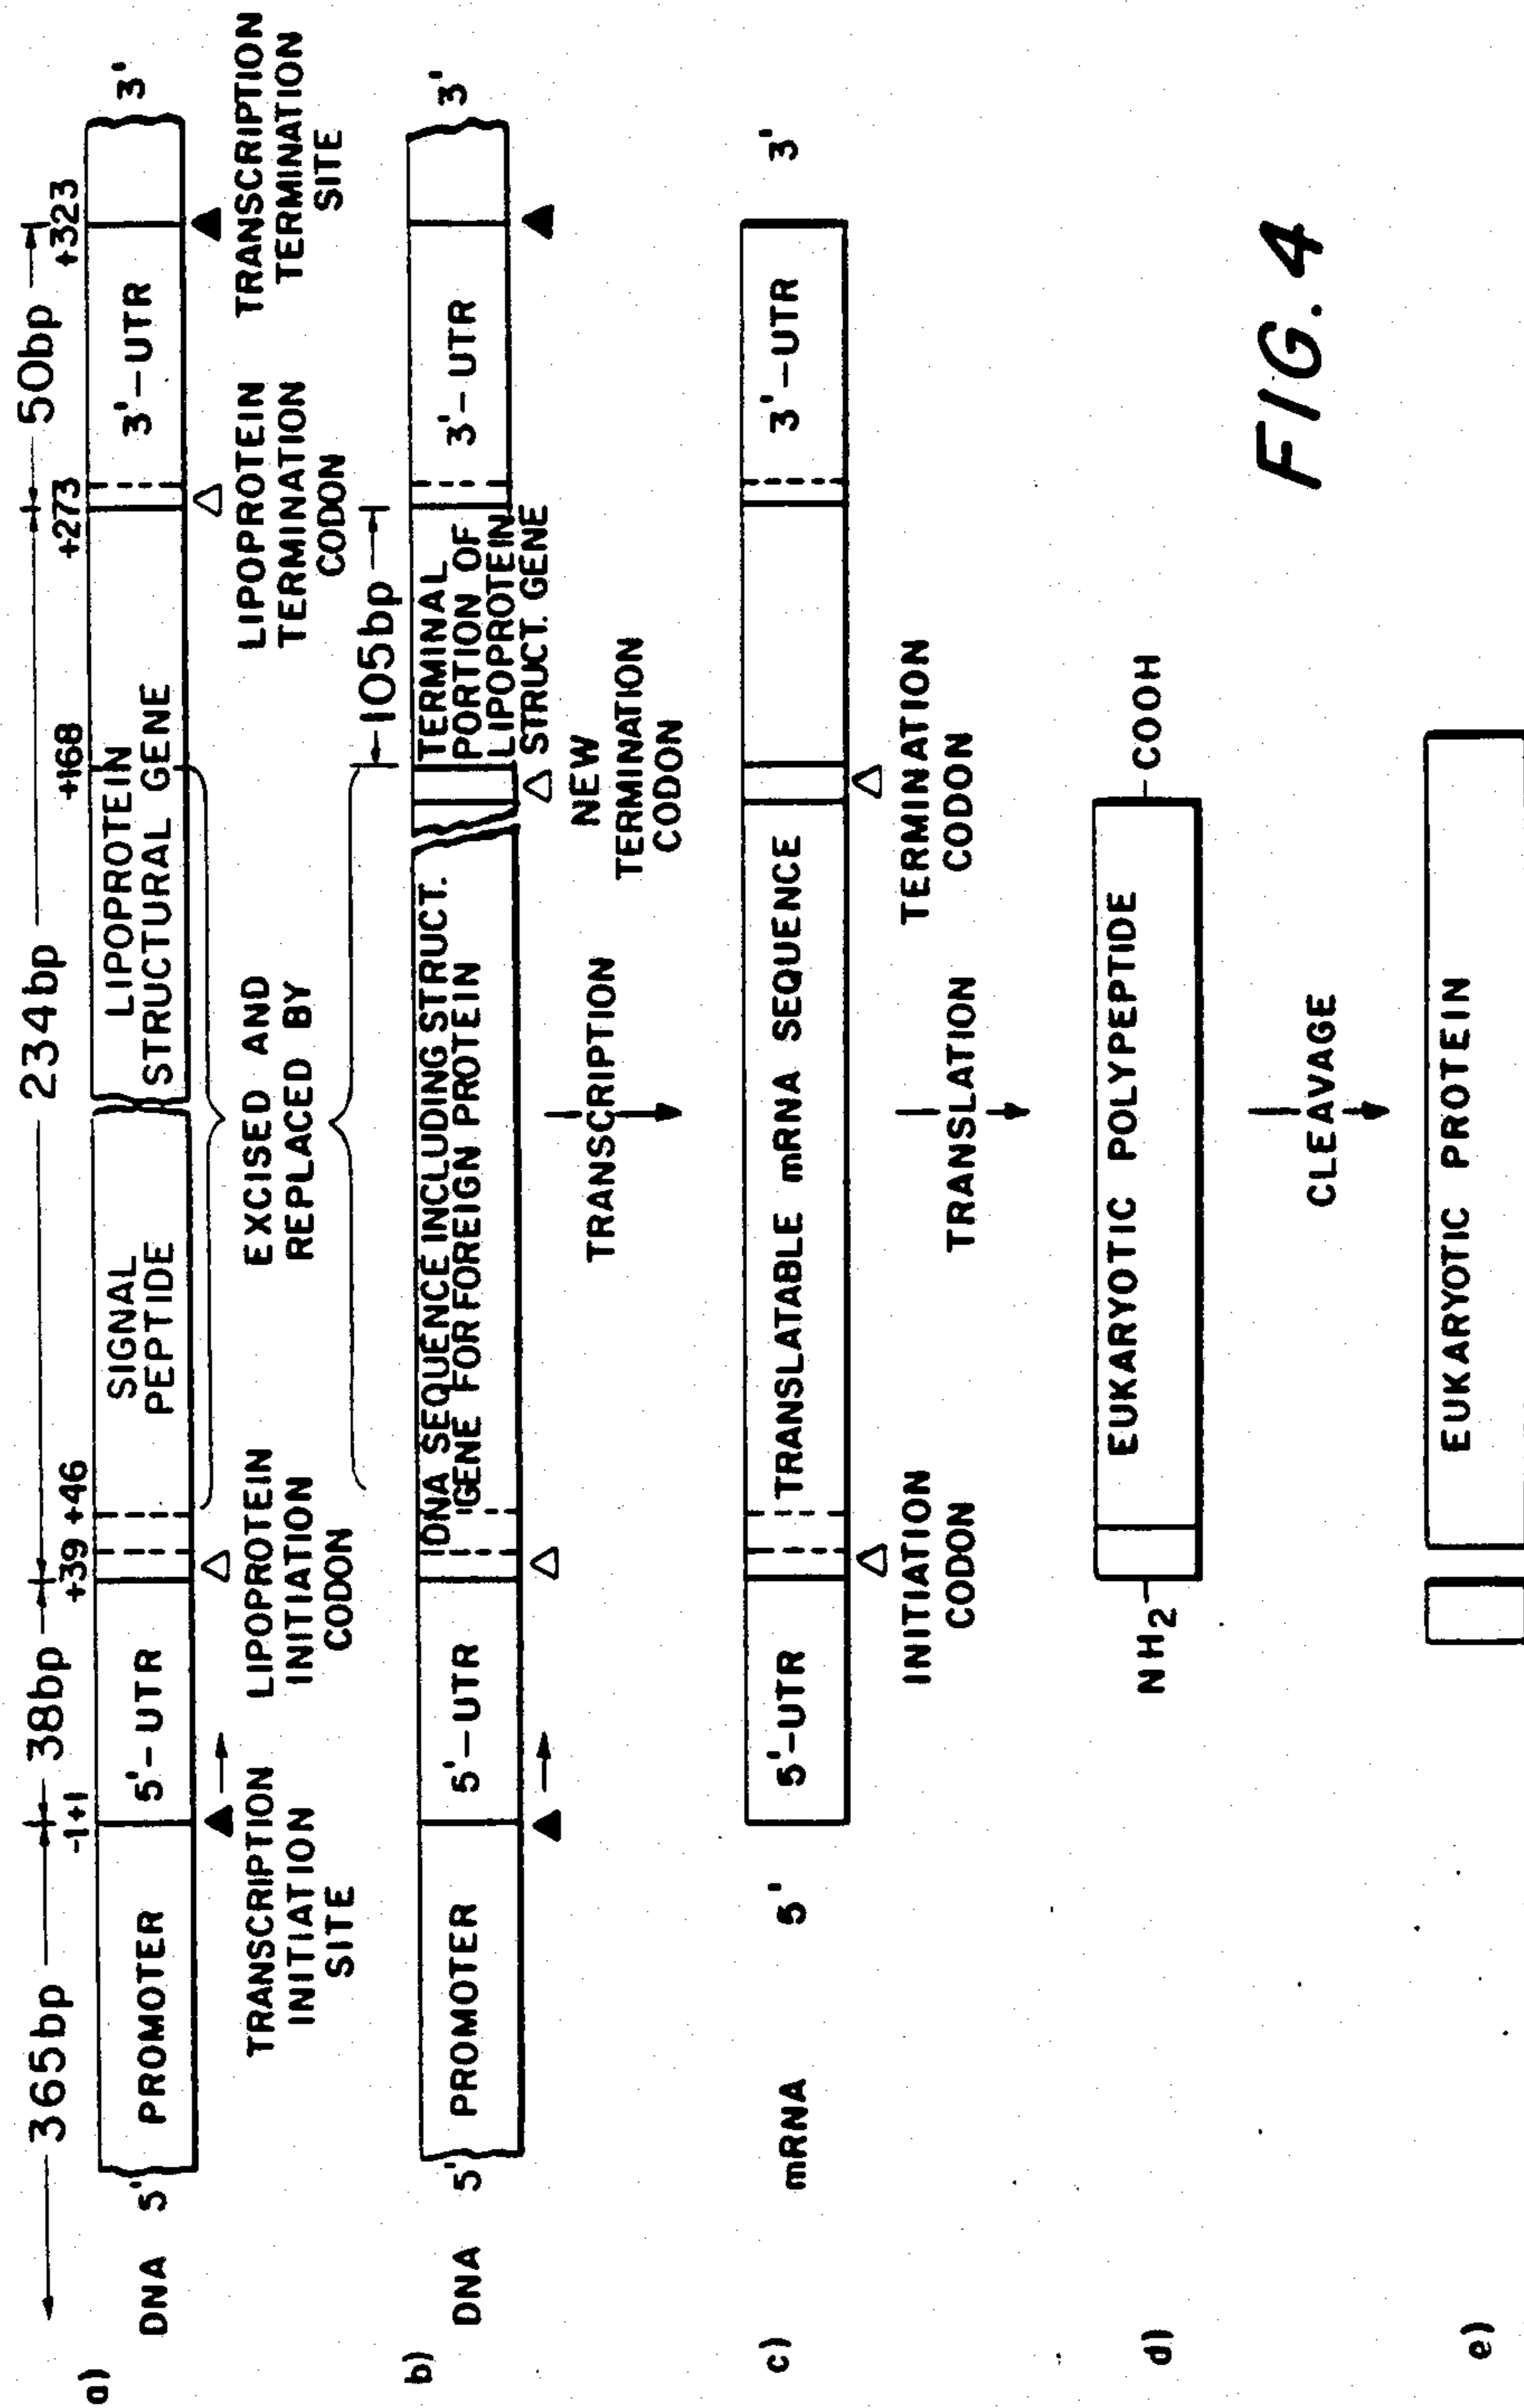 365bp 38bp 234bp 50bp
-1+1 +39 +46 +168 +273 +323
a)
DNA 5' PROMOTER 5'-UTR SIGNAL PEPTIDE LIPOPROTEIN STRUCTURAL GENE 3'-UTR 3'
TRANSCRIPTION
INITIATION
SITE
LIPOPROTEIN
INITIATION
CODON
EXCISED AND
REPLACED BY
LIPOPROTEIN
TERMINATION
CODON
TRANSCRIPTION
TERMINATION
SITE
105bp
b)
DNA 5' PROMOTER 5'-UTR
DNA SEQUENCE INCLUDING STRUCT.
GENE FOR FOREIGN PROTEIN
TERMINAL
PORTION OF
LIPOPROTEIN
STRUCT. GENE
3'-UTR 3'
NEW
TERMINATION
CODON
TRANSCRIPTION
c)
mRNA 5' 5'-UTR TRANSLATABLE mRNA SEQUENCE 3'-UTR 3'
INITIATION
CODON
TERMINATION
CODON
TRANSLATION
d)
NH2 EUKARYOTIC POLYPEPTIDE COOH
CLEAVAGE
e)
EUKARYOTIC PROTEIN
FIG. 4